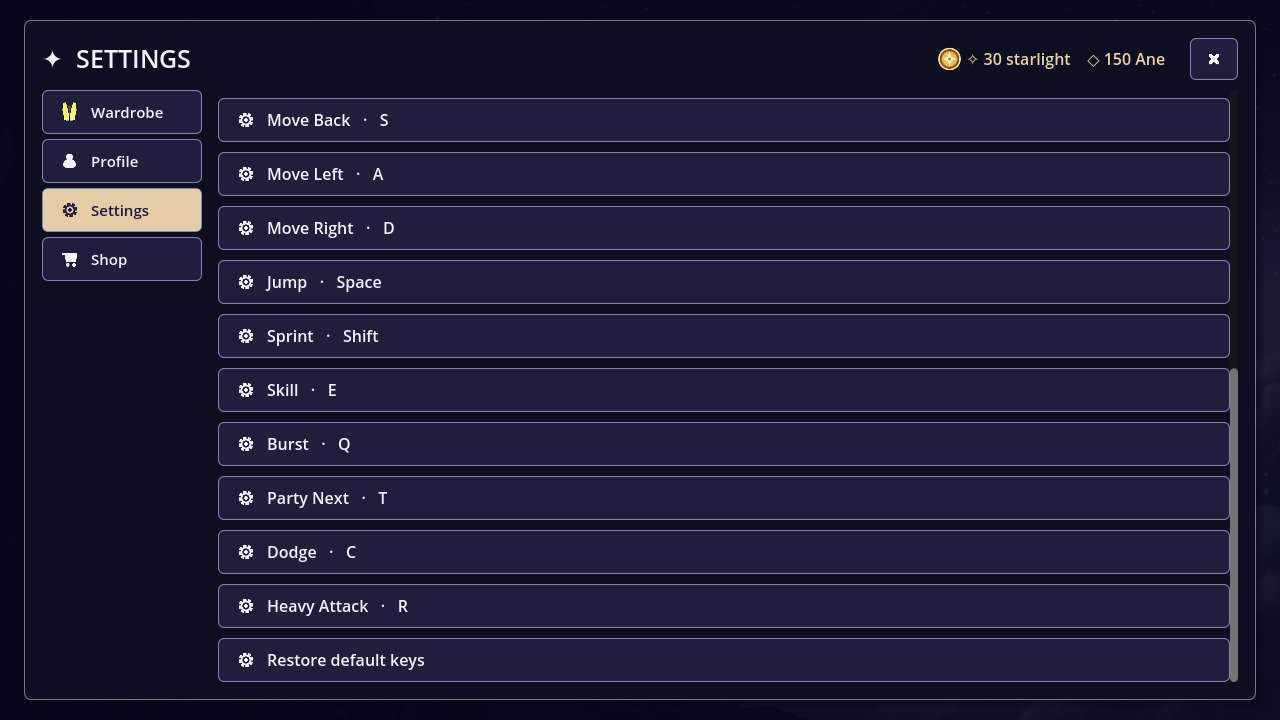 ✦ SETTINGS
✧ 30 starlight ◇ 150 Ane
Wardrobe
Profile
Settings
Shop
Move Back · S
Move Left · A
Move Right · D
Jump · Space
Sprint · Shift
Skill · E
Burst · Q
Party Next · T
Dodge · C
Heavy Attack · R
Restore default keys